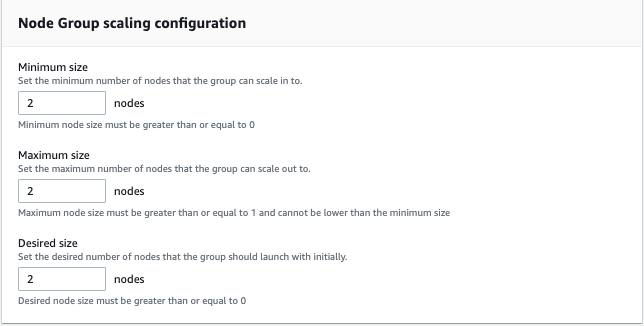 Node Group scaling configuration
Minimum size
Set the minimum number of nodes that the group can scale in to.
2 nodes
Minimum node size must be greater than or equal to 0
Maximum size
Set the maximum number of nodes that the group can scale out to.
2 nodes
Maximum node size must be greater than or equal to 1 and cannot be lower than the minimum size
Desired size
Set the desired number of nodes that the group should launch with initially.
2 nodes
Desired node size must be greater than or equal to 0